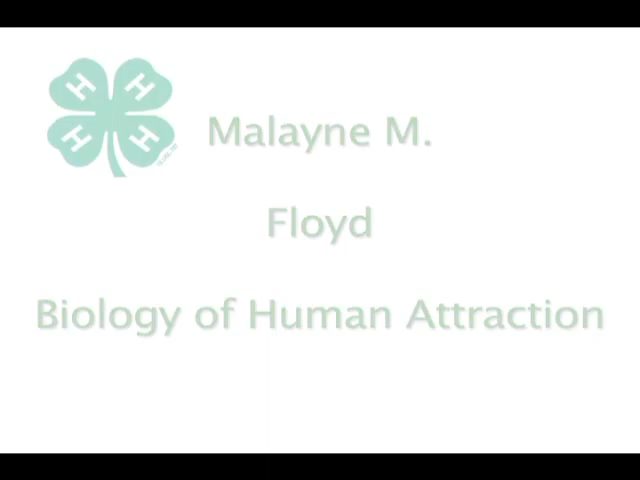 H H
H H
Malayne M.
Floyd
Biology of Human Attraction